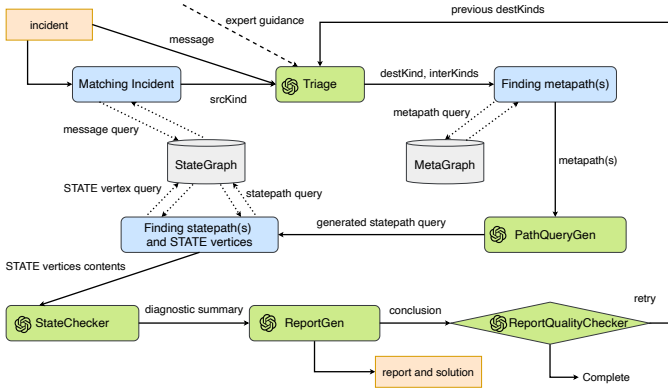 previous destKinds
expert guidance
incident
message
Matching Incident
srcKind
Triage
destKind, interKinds
Finding metapath(s)
message query
metapath query
StateGraph
MetaGraph
metapath(s)
STATE vertex query
statepath query
Finding statepath(s)
and STATE vertices
generated statepath query
PathQueryGen
STATE vertices contents
StateChecker
diagnostic summary
ReportGen
conclusion
ReportQualityChecker
retry
report and solution
Complete